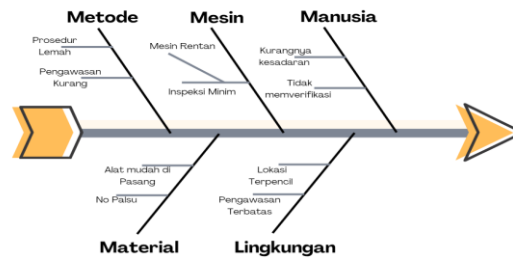 Metode
Mesin
Manusia
Prosedur
Lemah
Pengawasan
Kurang
Mesin Rentan
Inspeksi Minim
Kurangnya
kesadaran
Tidak
memverifikasi
Alat mudah di
Pasang
No Palsu
Lokasi
Terpencil
Pengawasan
Terbatas
Material
Lingkungan